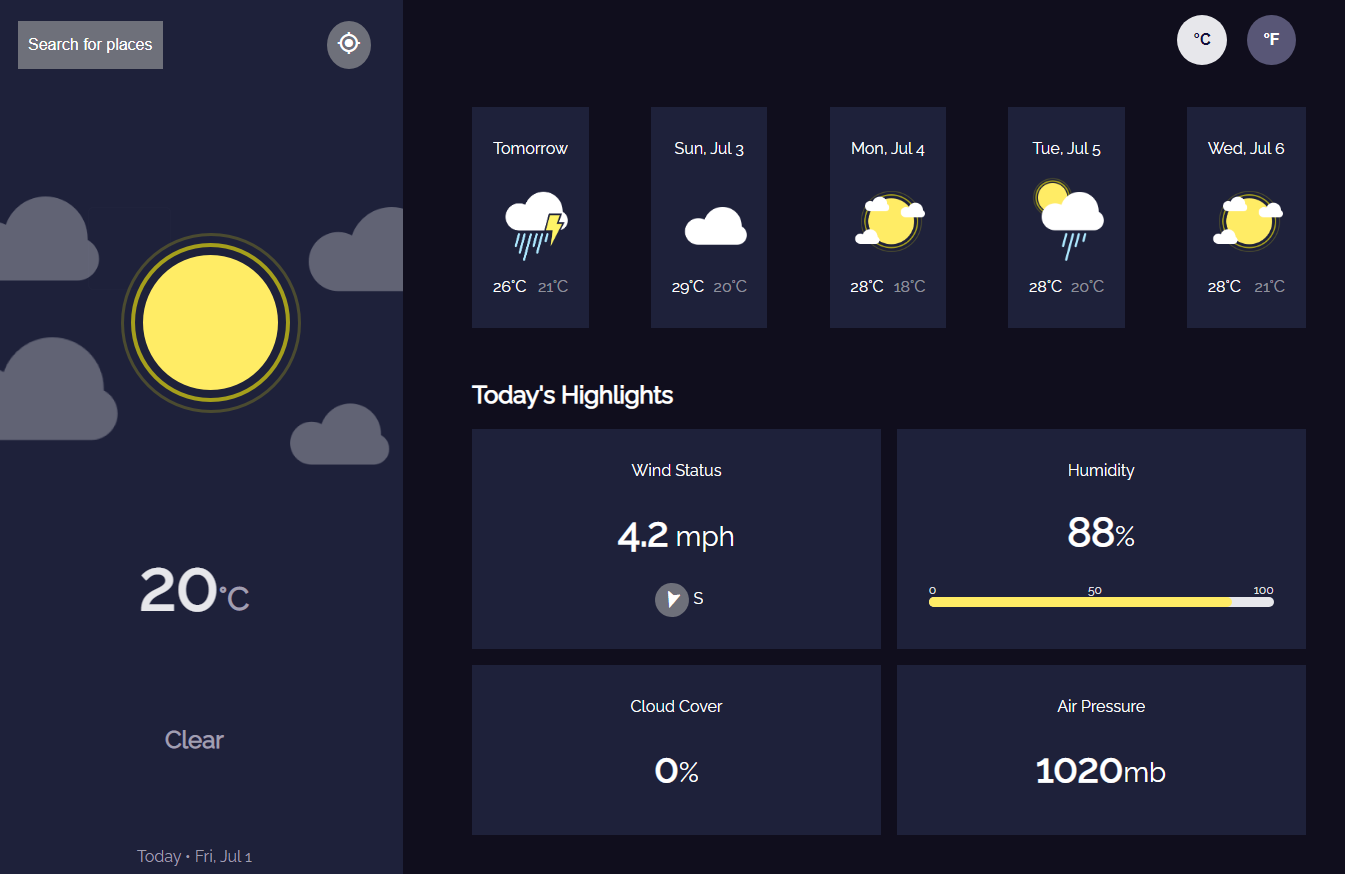 Search for places
°C °F
20°C
Clear
Today • Fri, Jul 1
Tomorrow
26°C 21°C
Sun, Jul 3
29°C 20°C
Mon, Jul 4
28°C 18°C
Tue, Jul 5
28°C 20°C
Wed, Jul 6
28°C 21°C
Today's Highlights
Wind Status
4.2 mph
S
Humidity
88%
0 50 100
Cloud Cover
0%
Air Pressure
1020mb